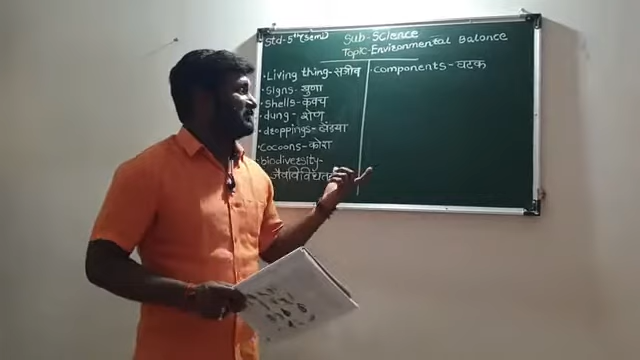 Std-5th (Semi)
Sub-Science
Topic-Environmental Balance
• Living thing-सजीव
• Signs-खुणा
• Shells-कवच
• dung-शेण
• droppings-लेंड्या
• Cocoons-कोश
• biodiversity-
जैवविविधता
• Components-घटक